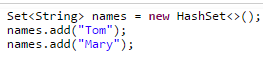 Set<String> names = new HashSet<>();
names.add("Tom");
names.add("Mary");